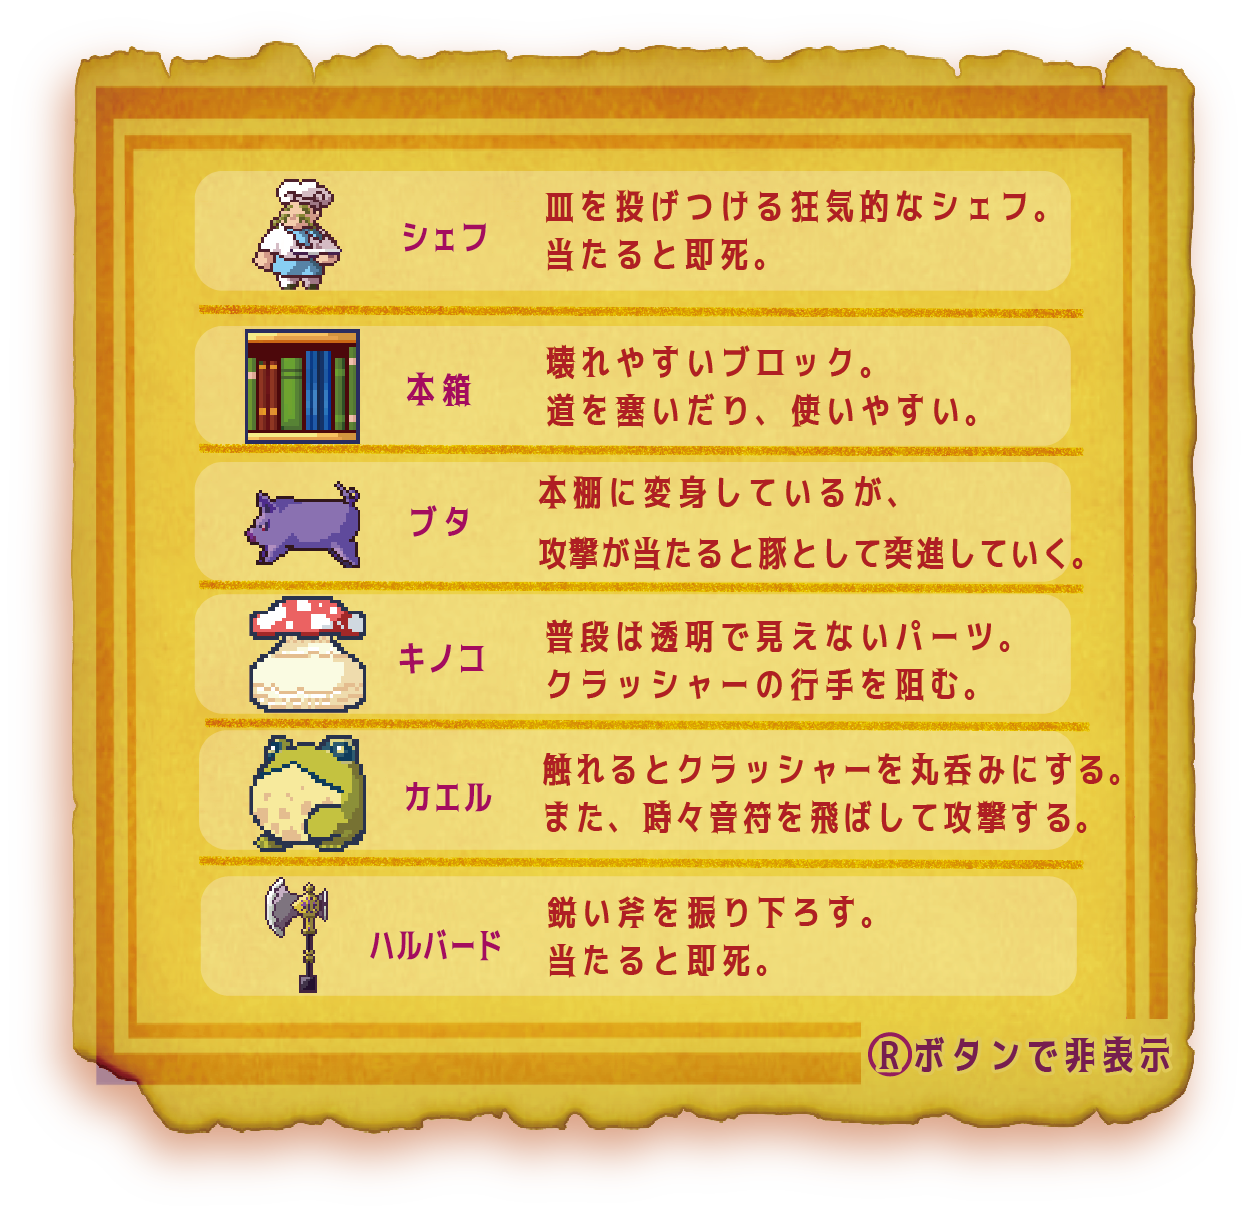 シェフ
皿を投げつける狂気的なシェフ。
当たると即死。
本箱
壊れやすいブロック。
道を塞いだり、使いやすい。
ブタ
本棚に変身しているが、
攻撃が当たると豚として突進していく。
キノコ
普段は透明で見えないパーツ。
クラッシャーの行手を阻む。
カエル
触れるとクラッシャーを丸呑みにする。
また、時々音符を飛ばして攻撃する。
ハルバード
鋭い斧を振り下ろす。
当たると即死。
Ⓡボタンで非表示